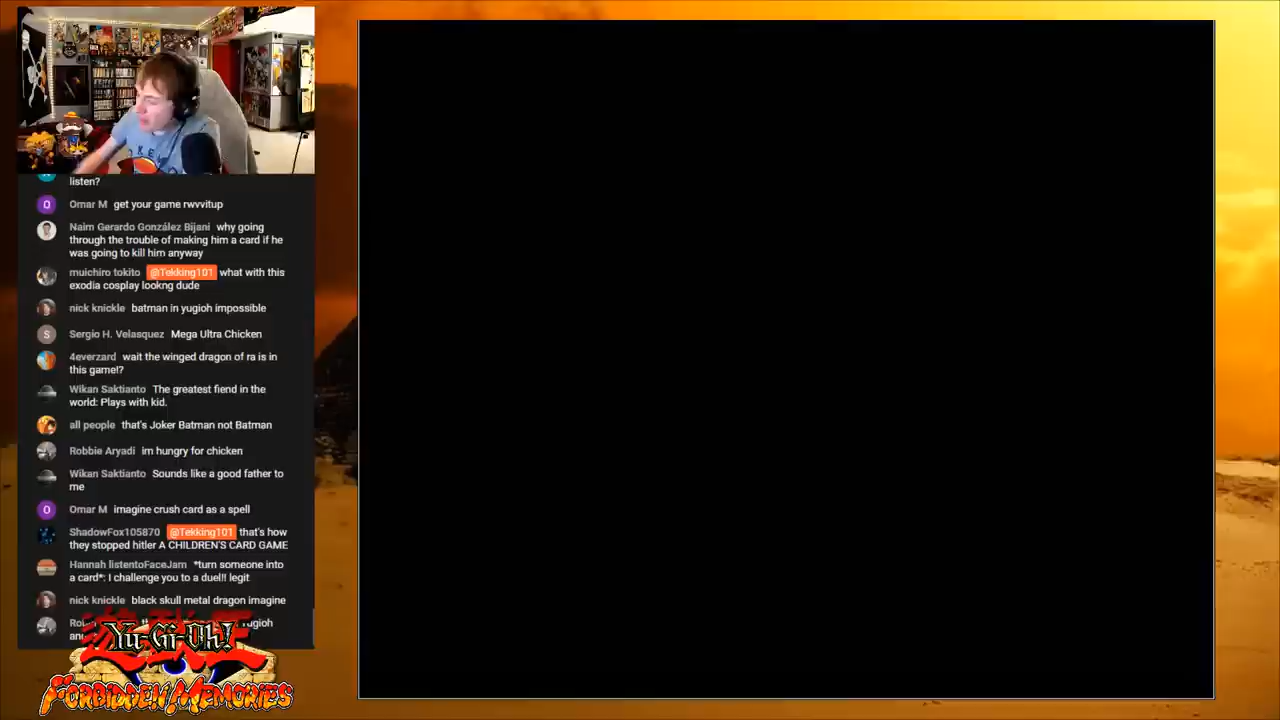 listen?
Omar M get your game rwvvitup
Naim Gerardo González Bijani why going
through the trouble of making him a card if he
was going to kill him anyway
muichiro tokito @Tekking101 what with this
exodia cosplay lookng dude
nick knickle batman in yugioh impossible
S Sergio H. Velasquez Mega Ultra Chicken
4everzard wait the winged dragon of ra is in
this game!?
Wikan Saktianto The greatest fiend in the
world: Plays with kid.
all people that's Joker Batman not Batman
Robbie Aryadi im hungry for chicken
Wikan Saktianto Sounds like a good father to
me
Omar M imagine crush card as a spell
ShadowFox105870 @Tekking101 that's how
they stopped hitler A CHILDREN'S CARD GAME
Hannah listentoFaceJam *turn someone into
a card*: I challenge you to a duel!! legit
nick knickle black skull metal dragon imagine
Yu-Gi-Oh!
FORBIDDEN MEMORIES